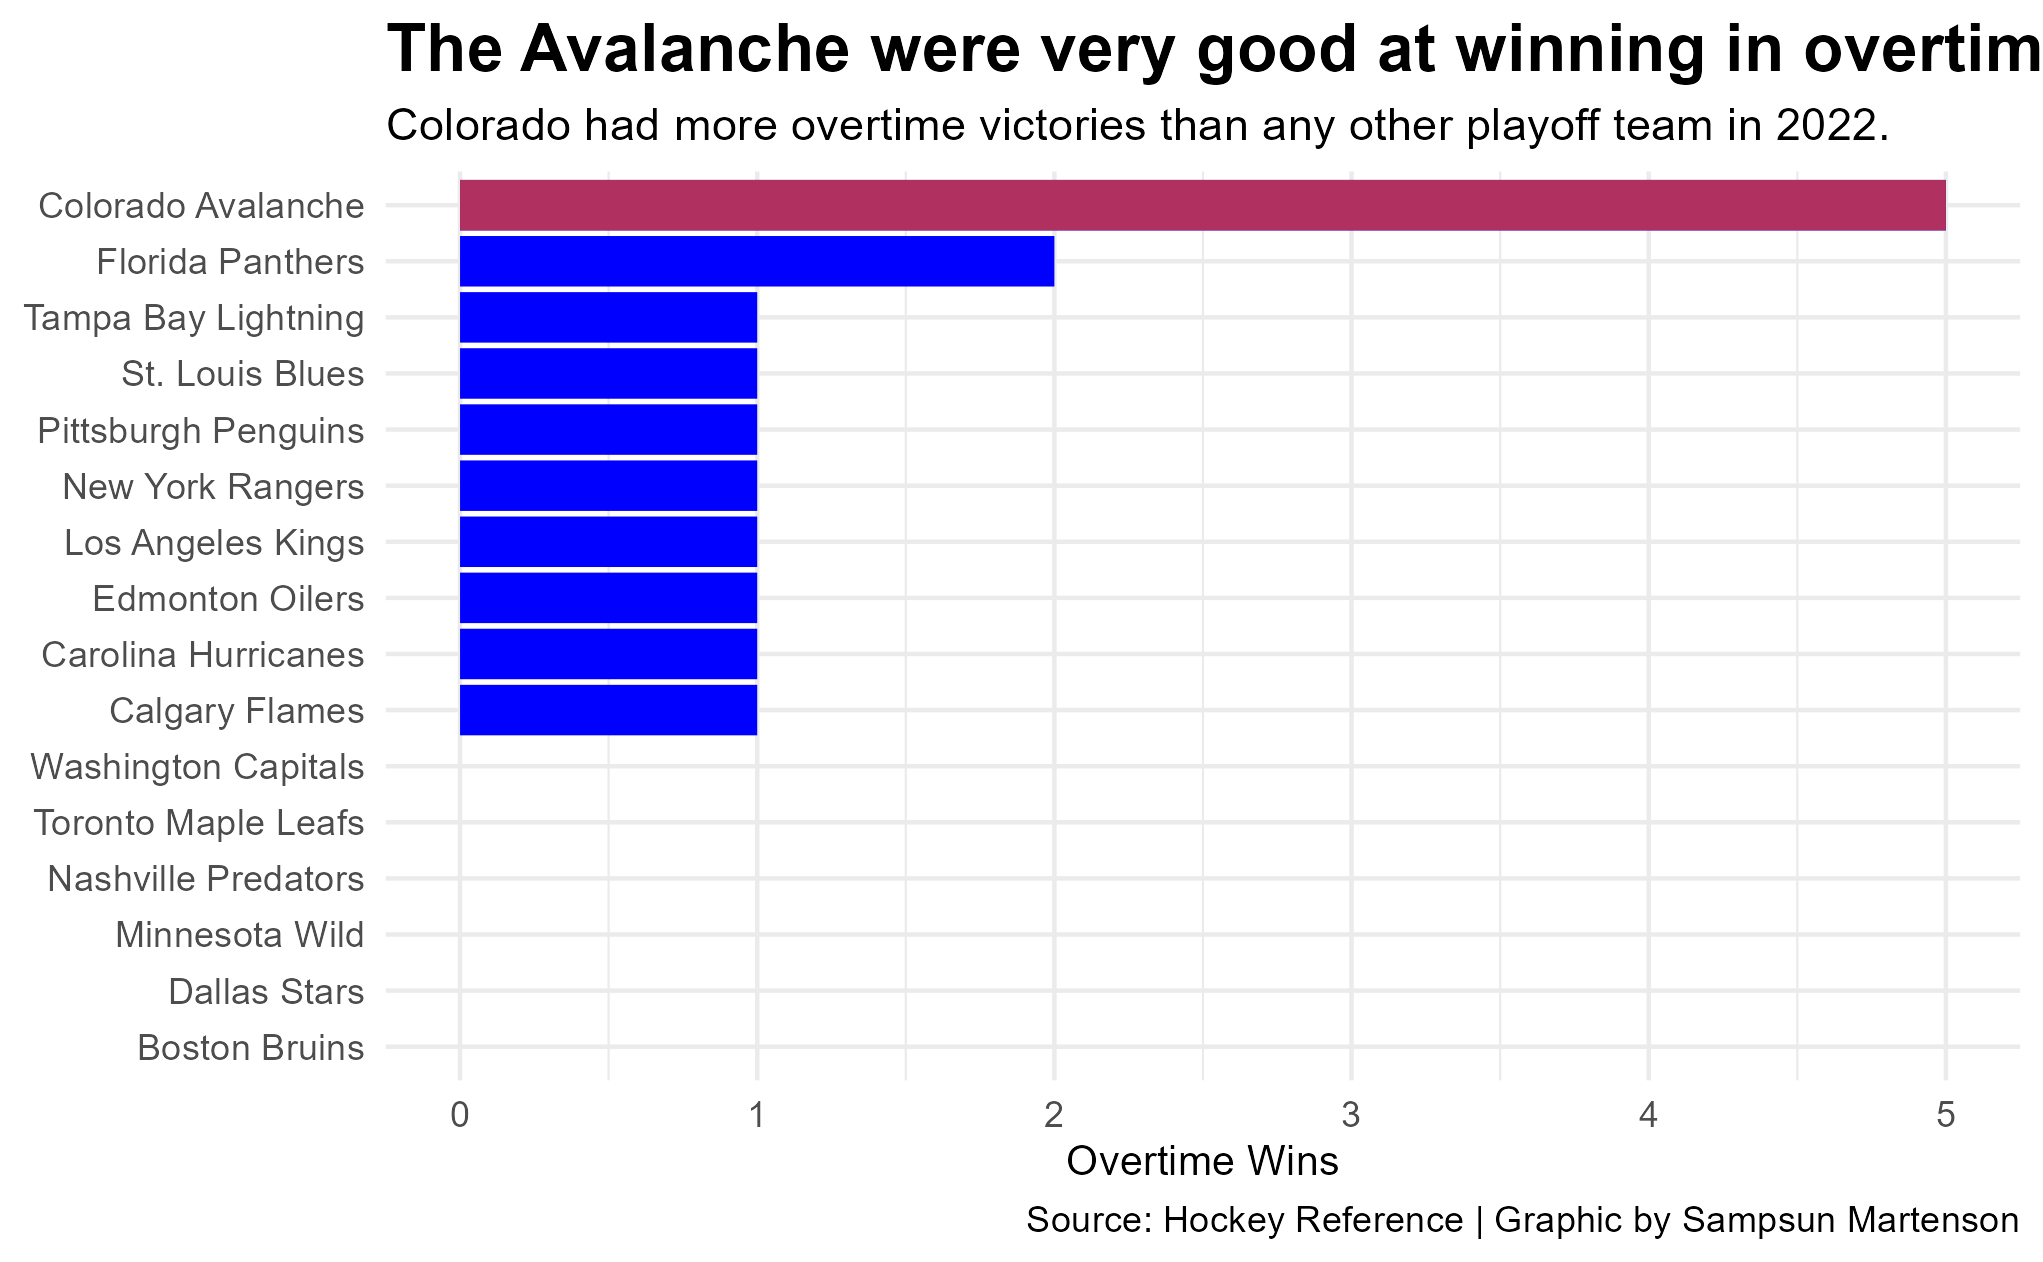 The Avalanche were very good at winning in overtim
Colorado had more overtime victories than any other playoff team in 2022.
Colorado Avalanche
Florida Panthers
Tampa Bay Lightning
St. Louis Blues
Pittsburgh Penguins
New York Rangers
Los Angeles Kings
Edmonton Oilers
Carolina Hurricanes
Calgary Flames
Washington Capitals
Toronto Maple Leafs
Nashville Predators
Minnesota Wild
Dallas Stars
Boston Bruins
0 1 2 3 4 5
Overtime Wins
Source: Hockey Reference | Graphic by Sampsun Martenson